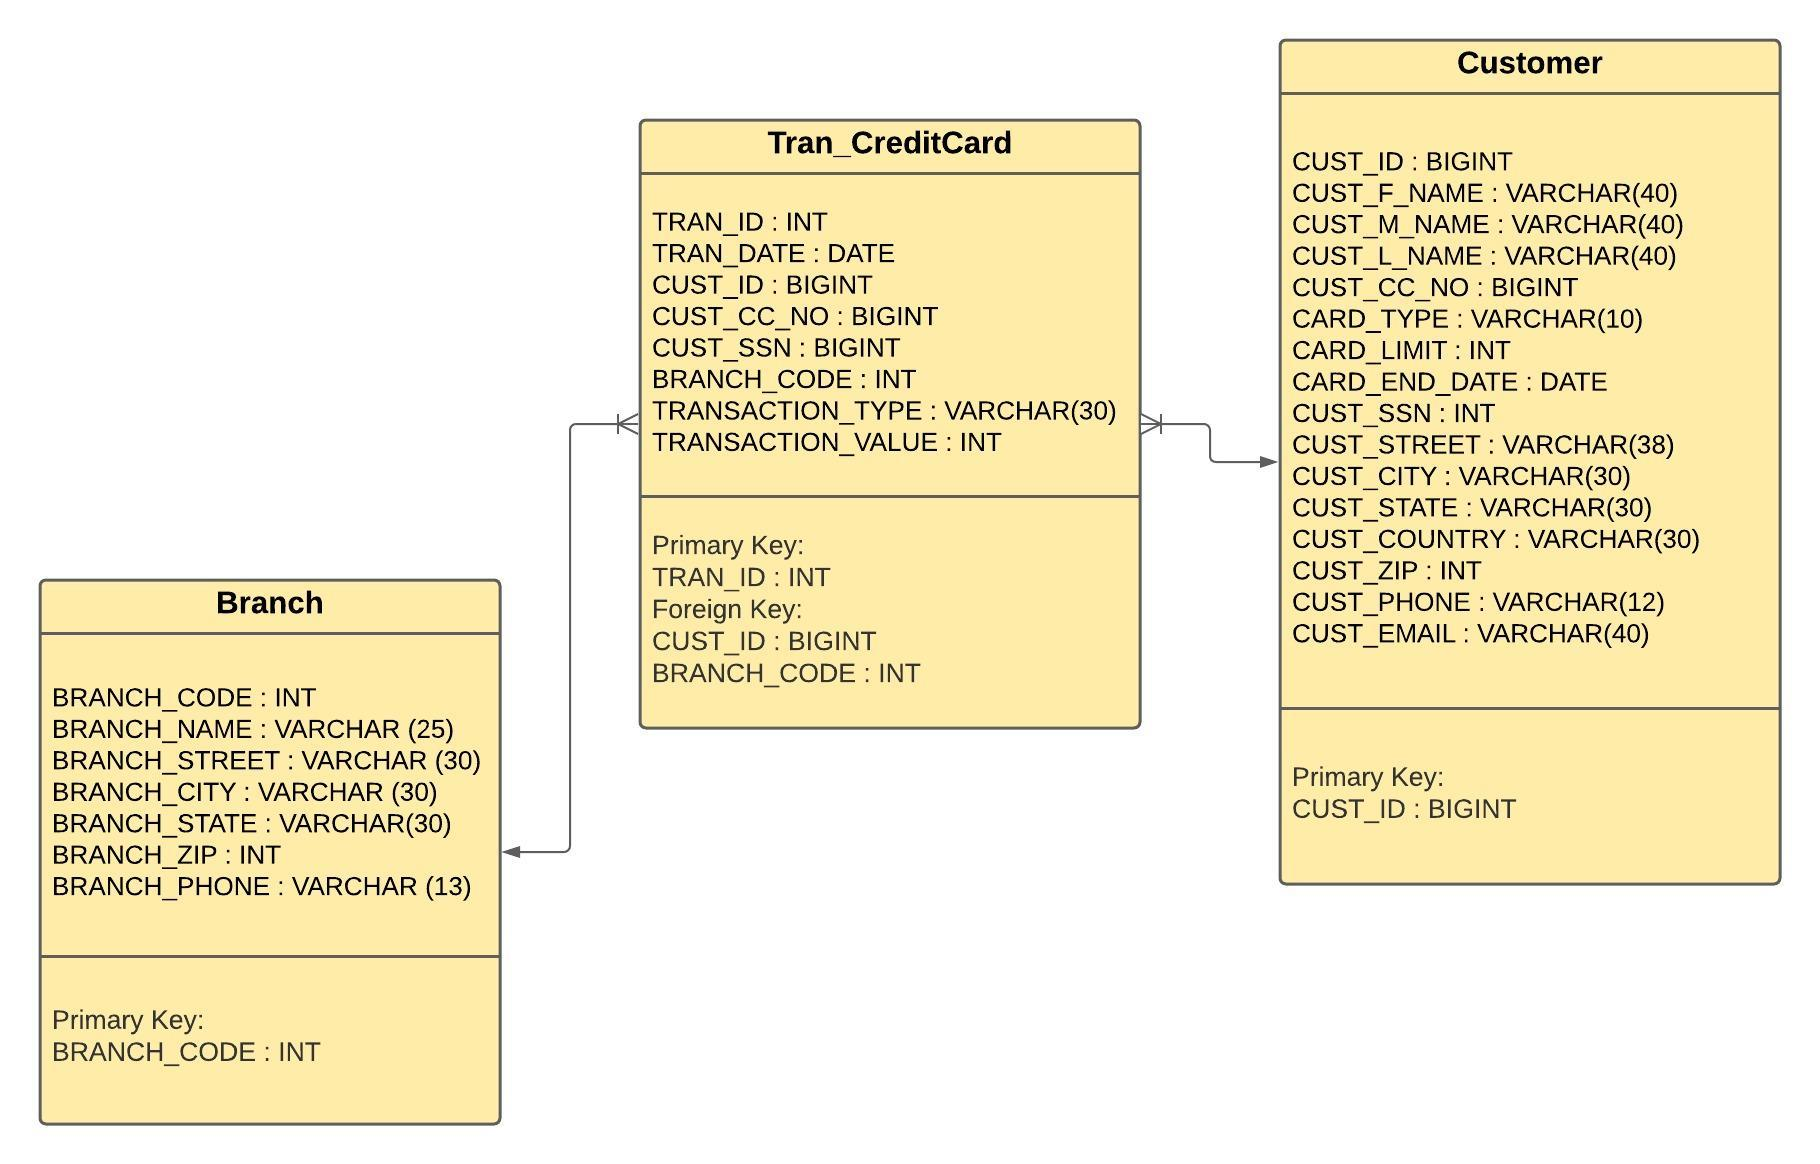 Customer
CUST_ID : BIGINT
CUST_F_NAME : VARCHAR(40)
CUST_M_NAME : VARCHAR(40)
CUST_L_NAME : VARCHAR(40)
CUST_CC_NO : BIGINT
CARD_TYPE : VARCHAR(10)
CARD_LIMIT : INT
CARD_END_DATE : DATE
CUST_SSN : INT
CUST_STREET : VARCHAR(38)
CUST_CITY : VARCHAR(30)
CUST_STATE : VARCHAR(30)
CUST_COUNTRY : VARCHAR(30)
CUST_ZIP : INT
CUST_PHONE : VARCHAR(12)
CUST_EMAIL : VARCHAR(40)
Primary Key:
CUST_ID : BIGINT
Tran_CreditCard
TRAN_ID : INT
TRAN_DATE : DATE
CUST_ID : BIGINT
CUST_CC_NO : BIGINT
CUST_SSN : BIGINT
BRANCH_CODE : INT
TRANSACTION_TYPE : VARCHAR(30)
TRANSACTION_VALUE : INT
Primary Key:
TRAN_ID : INT
Foreign Key:
CUST_ID : BIGINT
BRANCH_CODE : INT
Branch
BRANCH_CODE : INT
BRANCH_NAME : VARCHAR (25)
BRANCH_STREET : VARCHAR (30)
BRANCH_CITY : VARCHAR (30)
BRANCH_STATE : VARCHAR(30)
BRANCH_ZIP : INT
BRANCH_PHONE : VARCHAR (13)
Primary Key:
BRANCH_CODE : INT